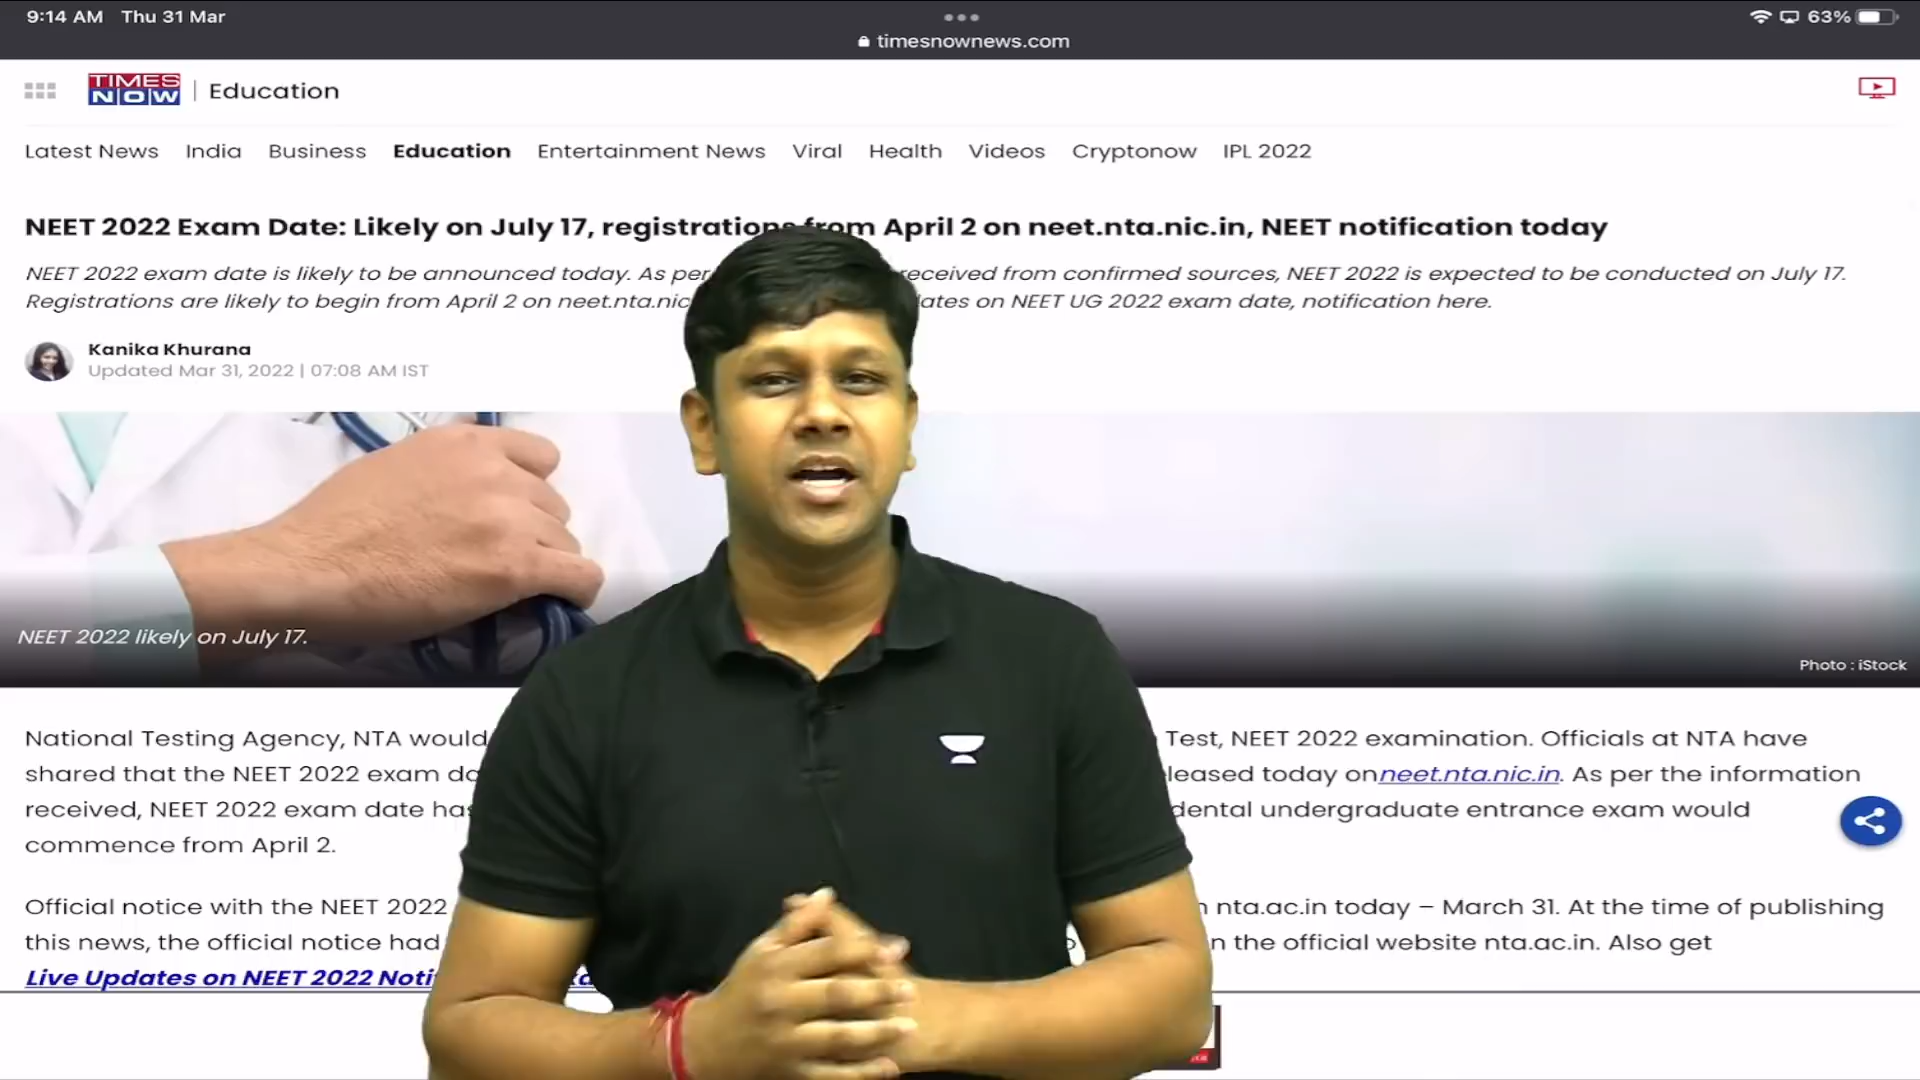 9:14 AM Thu 31 Mar
63%
timesnownews.com
TIMES NOW Education
Latest News India Business Education Entertainment News Viral Health Videos Cryptonow IPL 2022
NEET 2022 Exam Date: Likely on July 17, registrations from April 2 on neet.nta.nic.in, NEET notification today
NEET 2022 exam date is likely to be announced today. As per received from confirmed sources, NEET 2022 is expected to be conducted on July 17.
Registrations are likely to begin from April 2 on neet.nta.nic on NEET UG 2022 exam date, notification here.
Kanika Khurana
Updated Mar 31, 2022 | 07:08 AM IST
NEET 2022 likely on July 17.
Photo : iStock
National Testing Agency, NTA would Test, NEET 2022 examination. Officials at NTA have
shared that the NEET 2022 exam today on neet.nta.nic.in. As per the information
received, NEET 2022 exam date undergraduate entrance exam would
commence from April 2.
Official notice with the NEET 2022 nta.ac.in today – March 31. At the time of publishing
this news, the official notice had the official website nta.ac.in. Also get
Live Updates on NEET 2022